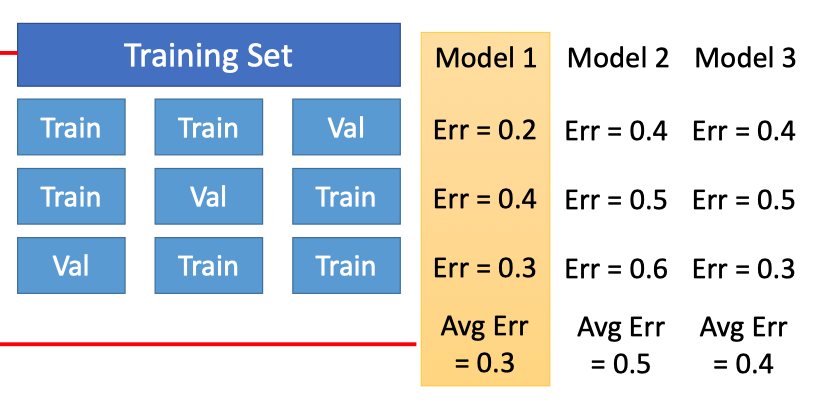 Training Set Model 1 Model 2 Model 3
Train Train Val Err = 0.2 Err = 0.4 Err = 0.4
Train Val Train Err = 0.4 Err = 0.5 Err = 0.5
Val Train Train Err = 0.3 Err = 0.6 Err = 0.3
Avg Err Avg Err Avg Err
= 0.3 = 0.5 = 0.4